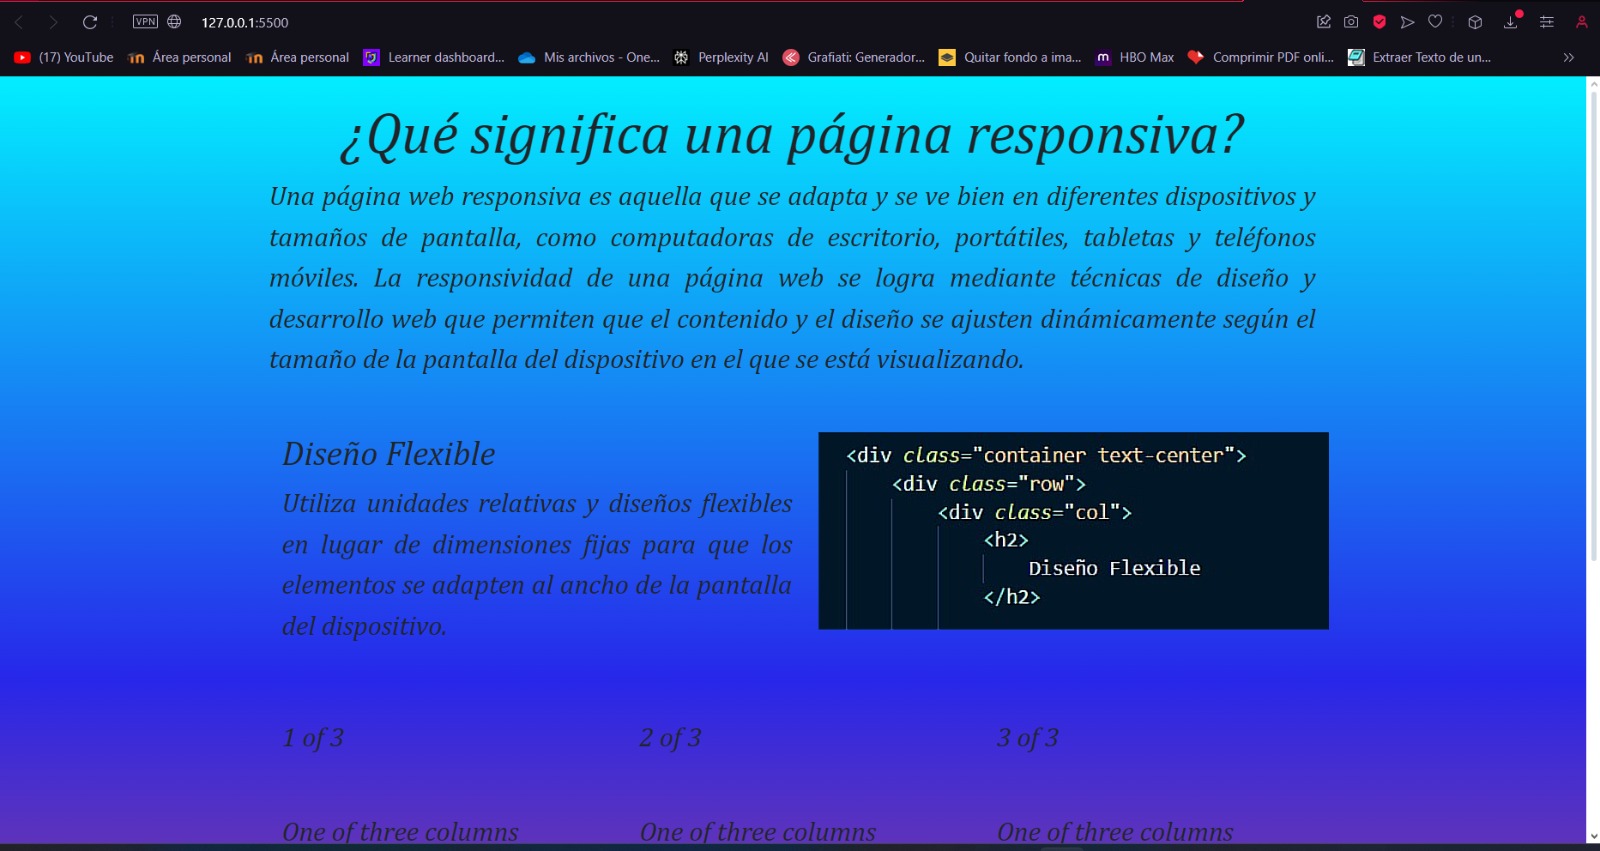 VPN
127.0.0.1:5500
(17) YouTube
Área personal
Área personal
Learner dashboard...
Mis archivos - One...
Perplexity AI
Grafiati: Generador...
Quitar fondo a ima...
m
HBO Max
Comprimir PDF onli...
Extraer Texto de un...
¿Qué significa una página responsiva?
Una página web responsiva es aquella que se adapta y se ve bien en diferentes dispositivos y
tamaños de pantalla, como computadoras de escritorio, portátiles, tabletas y teléfonos
móviles. La responsividad de una página web se logra mediante técnicas de diseño y
desarrollo web que permiten que el contenido y el diseño se ajusten dinámicamente según el
tamaño de la pantalla del dispositivo en el que se está visualizando.
Diseño Flexible
Utiliza unidades relativas y diseños flexibles
en lugar de dimensiones fijas para que los
elementos se adapten al ancho de la pantalla
del dispositivo.
<div class="container text-center">
<div class="row">
<div class="col">
<h2>
Diseño Flexible
</h2>
1 of 3
2 of 3
3 of 3
One of three columns
One of three columns
One of three columns